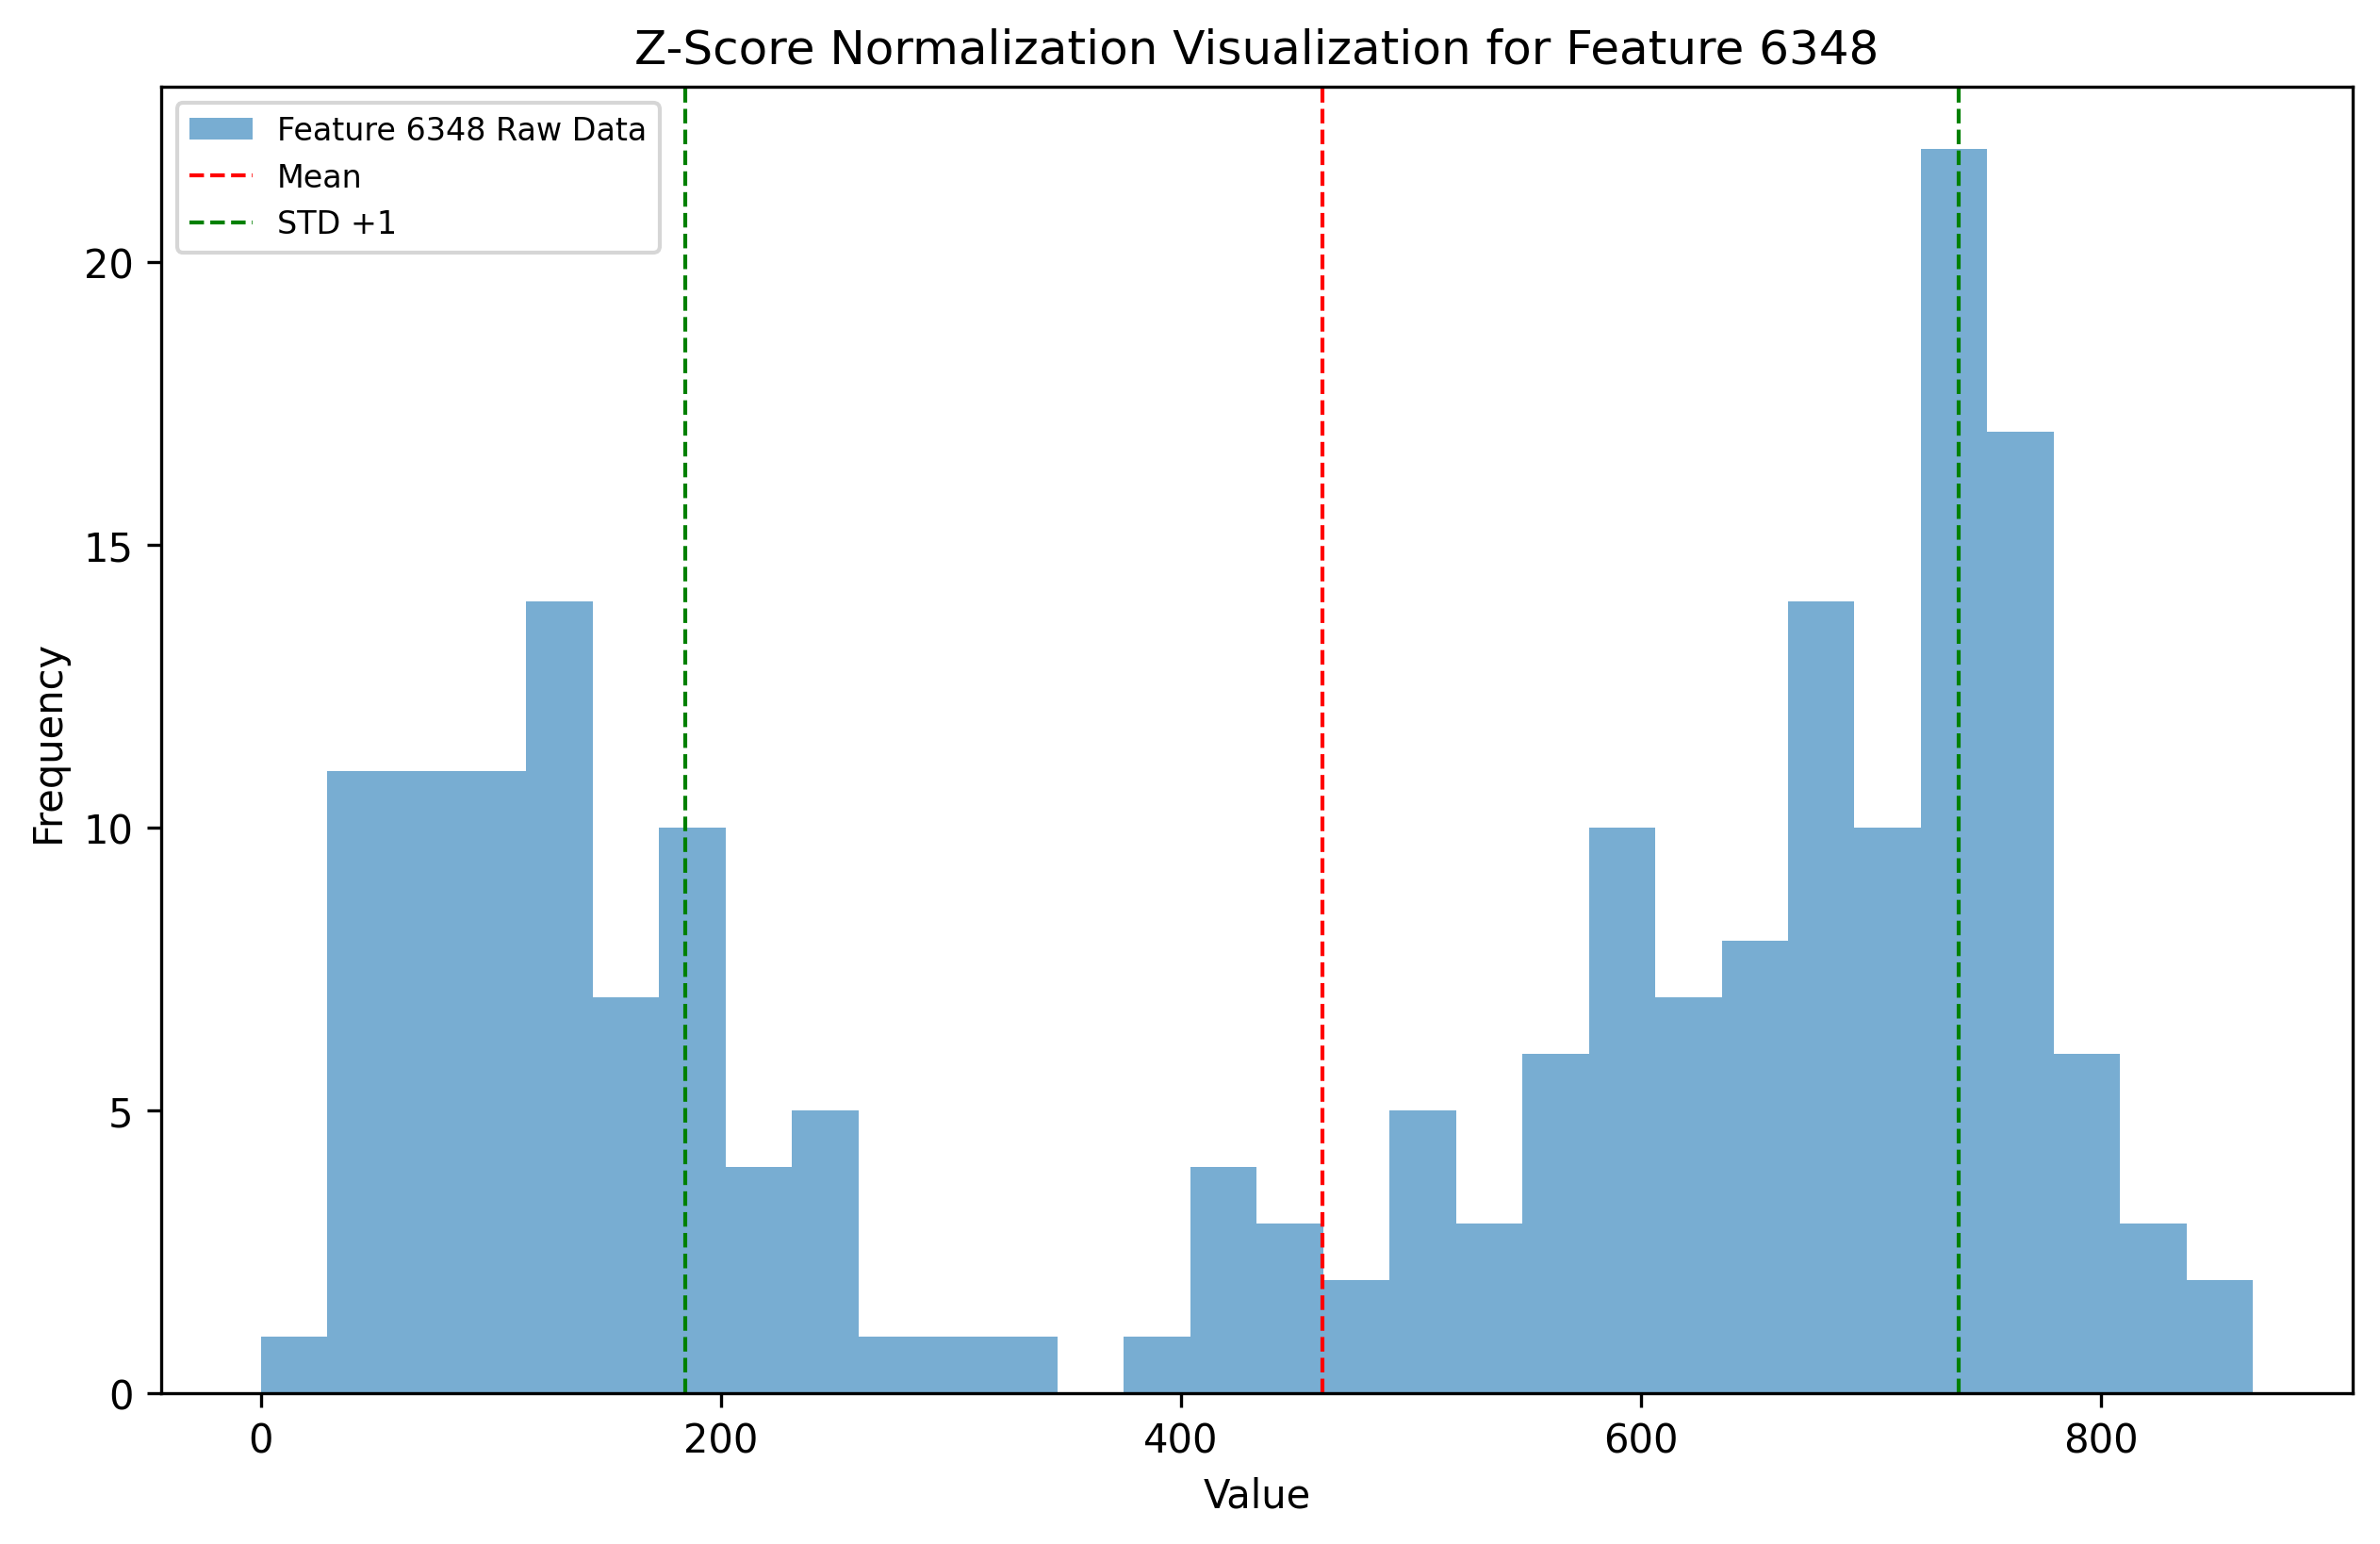 Z-Score Normalization Visualization for Feature 6348
Feature 6348 Raw Data
Mean
STD +1
20
15
10
5
0
Frequency
0 200 400 600 800
Value